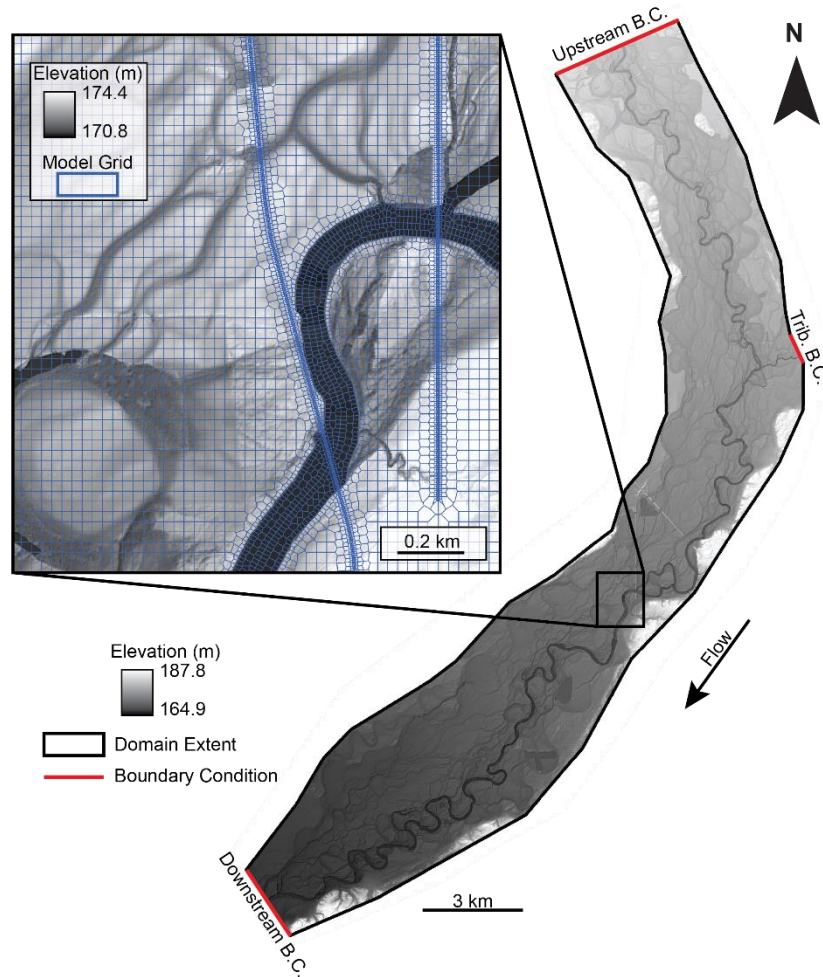 Upstream B.C.
N
Elevation (m)
174.4
170.8
Model Grid
0.2 km
Trib. B.C.
Elevation (m)
187.8
164.9
Domain Extent
Boundary Condition
Flow
Downstream B.C.
3 km